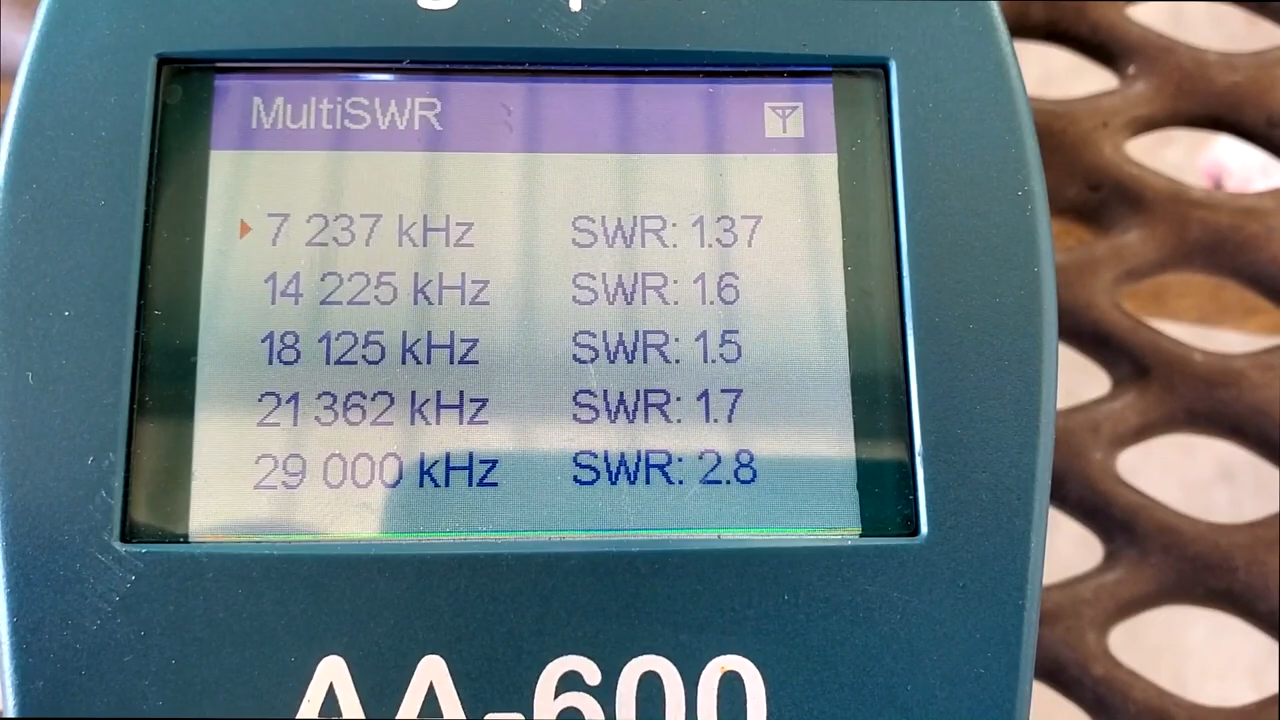 MultiSWR
7 237 kHz SWR: 1.37
14 225 kHz SWR: 1.6
18 125 kHz SWR: 1.5
21 362 kHz SWR: 1.7
29 000 kHz SWR: 2.8
AA-600